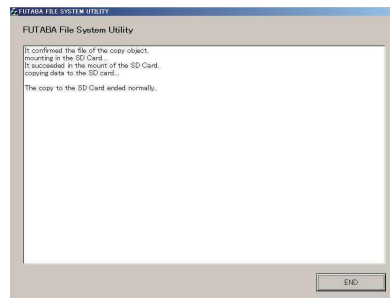 FUTABA FILE SYSTEM UTILITY
FUTABA File System Utility
It confirmed the file of the copy object.
mounting in the SD Card...
It succeeded in the mount of the SD Card.
copying data to the SD card...
The copy to the SD Card ended normally.
END